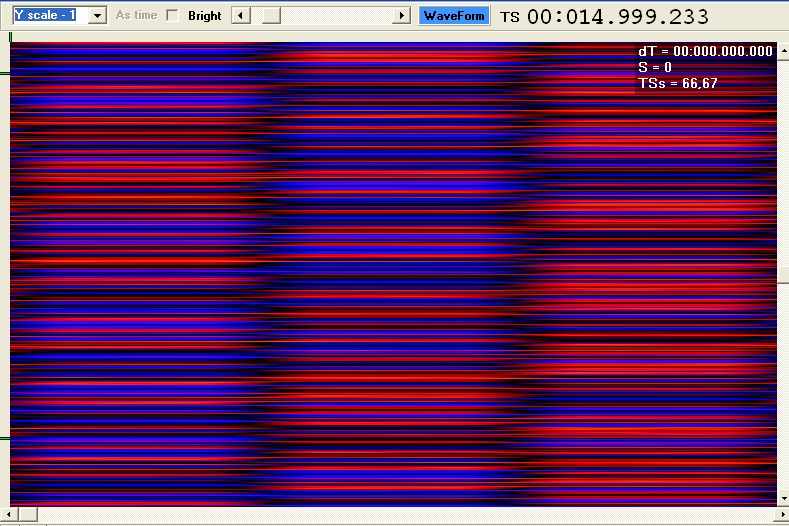 Y scale - 1 As time Bright WaveForm TS 00:014.999.233
dT = 00:000.000.000
S = 0
TSs = 66,67